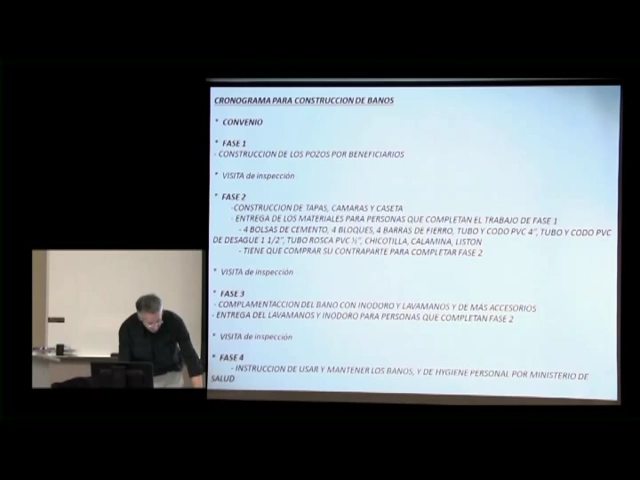 CRONOGRAMA PARA CONSTRUCCION DE BANOS
* CONVENIO
* FASE 1
- CONSTRUCCION DE LOS POZOS POR BENEFICIARIOS
* VISITA de inspección
* FASE 2
-CONSTRUCCION DE TAPAS, CAMARAS Y CASETA
- ENTREGA DE LOS MATERIALES PARA PERSONAS QUE COMPLETAN EL TRABAJO DE FASE 1
- 4 BOLSAS DE CEMENTO, 4 BLOQUES, 4 BARRAS DE FIERRO, TUBO Y CODO PVC 4", TUBO Y CODO PVC
DE DESAGUE 1 1/2", TUBO ROSCA PVC ½", CHICOTILLA, CALAMINA, LISTON
- TIENE QUE COMPRAR SU CONTRAPARTE PARA COMPLETAR FASE 2
* VISITA de inspección
* FASE 3
- COMPLAMENTACCION DEL BANO CON INODORO Y LAVAMANOS Y DE MÁS ACCESORIOS
- ENTREGA DEL LAVAMANOS Y INODORO PARA PERSONAS QUE COMPLETAN FASE 2
* VISITA de inspección
* FASE 4
- INSTRUCCION DE USAR Y MANTENER LOS BANOS, Y DE HYGIENE PERSONAL POR MINISTERIO DE
SALUD